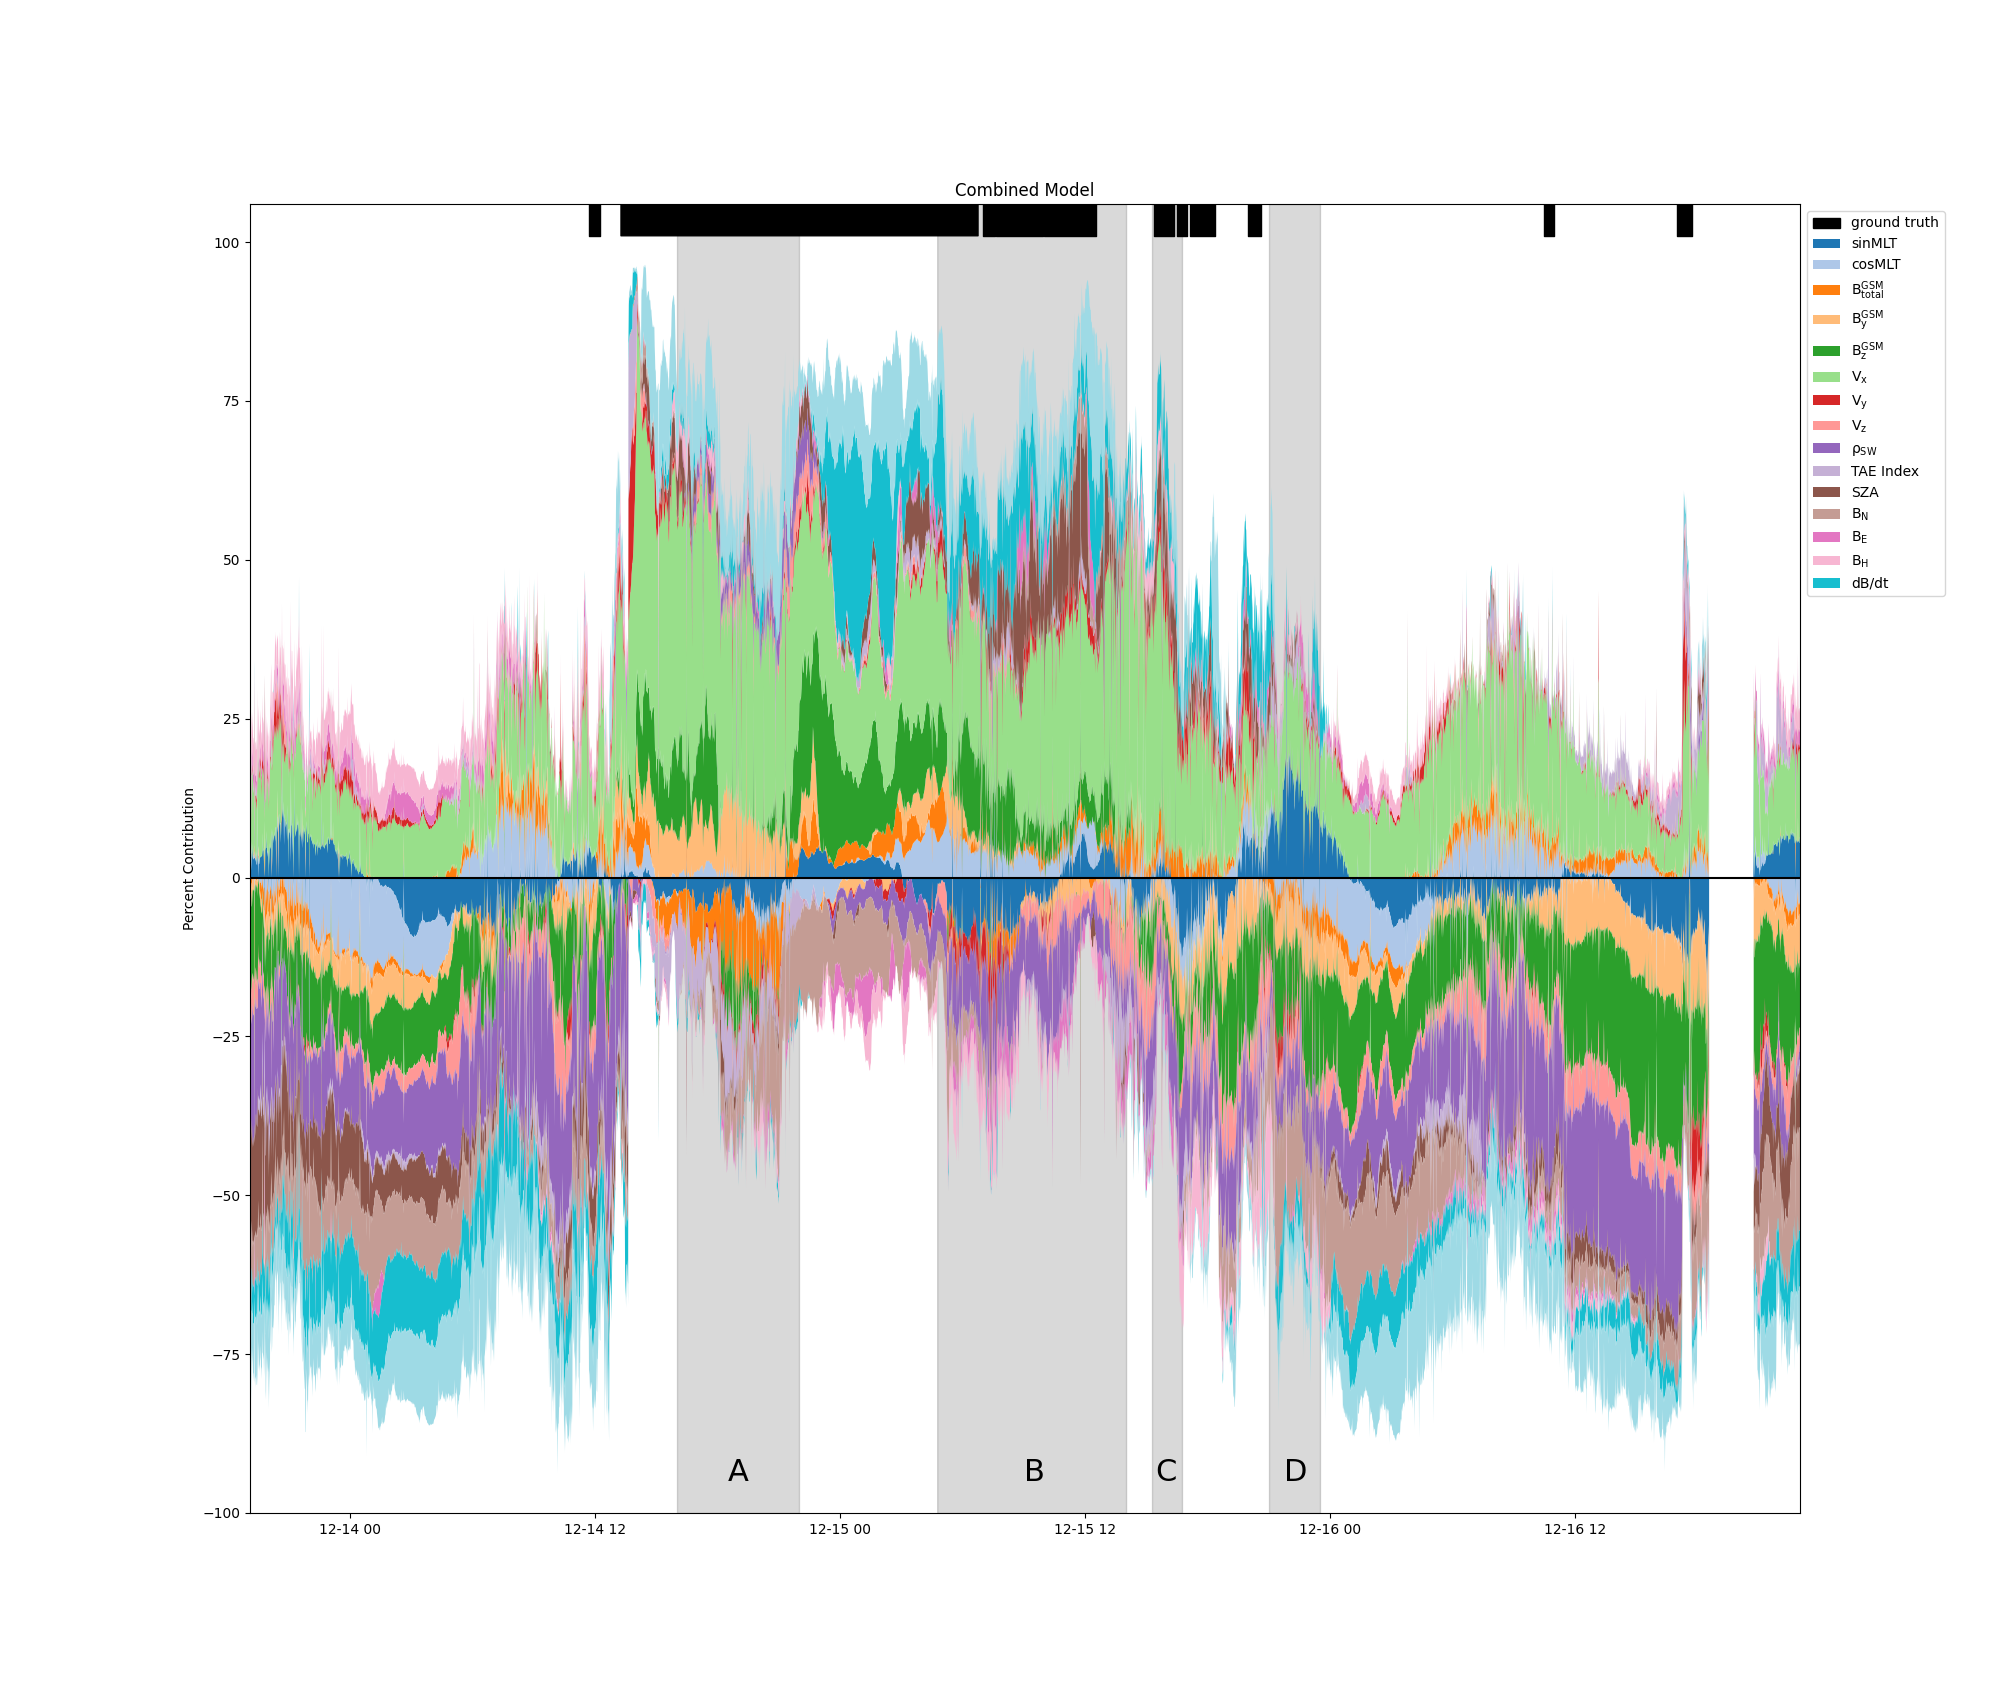 Combined Model
100
75
50
25
0
−25
−50
−75
−100
Percent Contribution
A
B
C
D
12-14 00
12-14 12
12-15 00
12-15 12
12-16 00
12-16 12
ground truth
sinMLT
cosMLT
B_total^GSM
B_y^GSM
B_z^GSM
V_x
V_y
V_z
ρ_SW
TAE Index
SZA
B_N
B_E
B_H
dB/dt